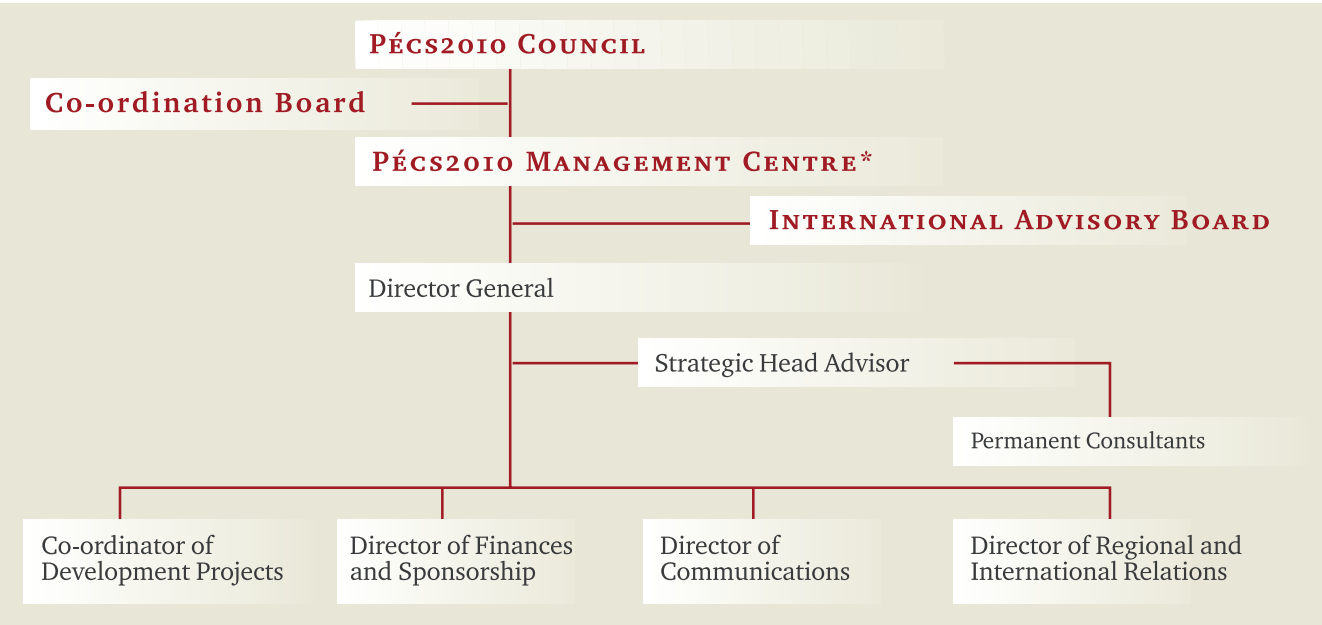 Pécs2010 Council
Co-ordination Board
Pécs2010 Management Centre*
International Advisory Board
Director General
Strategic Head Advisor
Permanent Consultants
Co-ordinator of
Development Projects
Director of Finances
and Sponsorship
Director of
Communications
Director of Regional and
International Relations